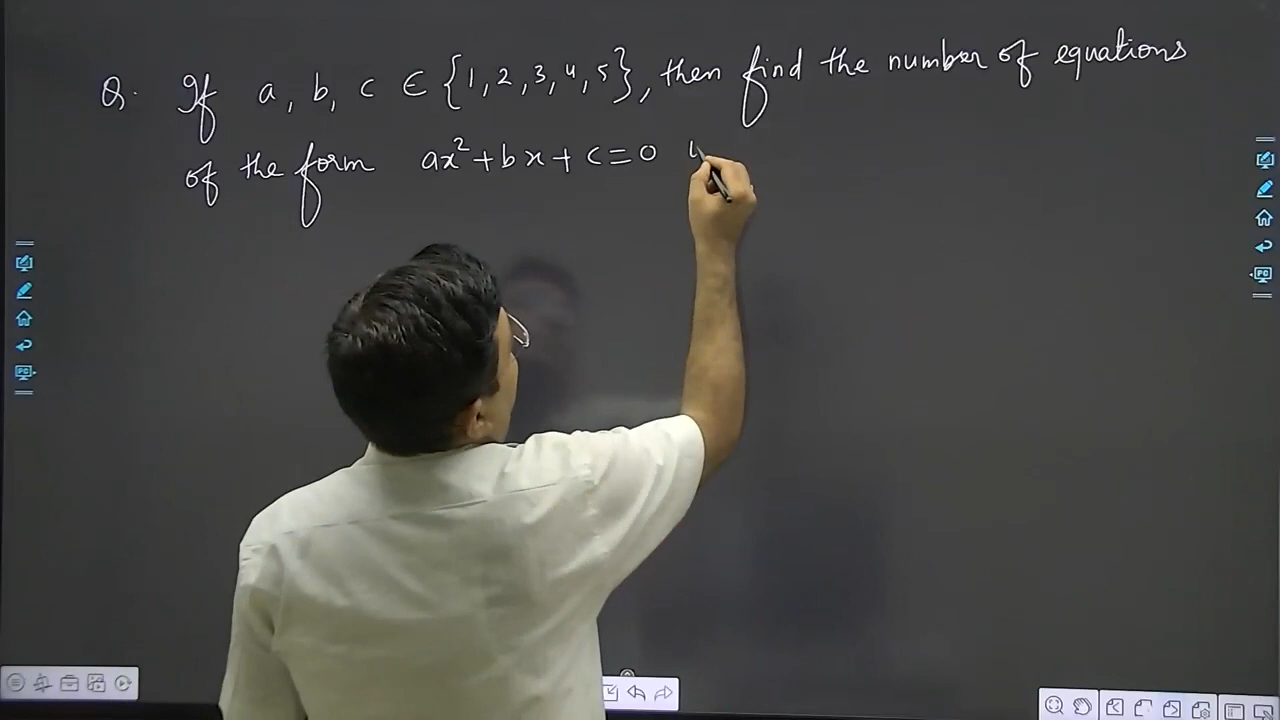 Q. If a, b, c ∈ {1, 2, 3, 4, 5}, then find the number of equations
of the form ax² + bx + c = 0